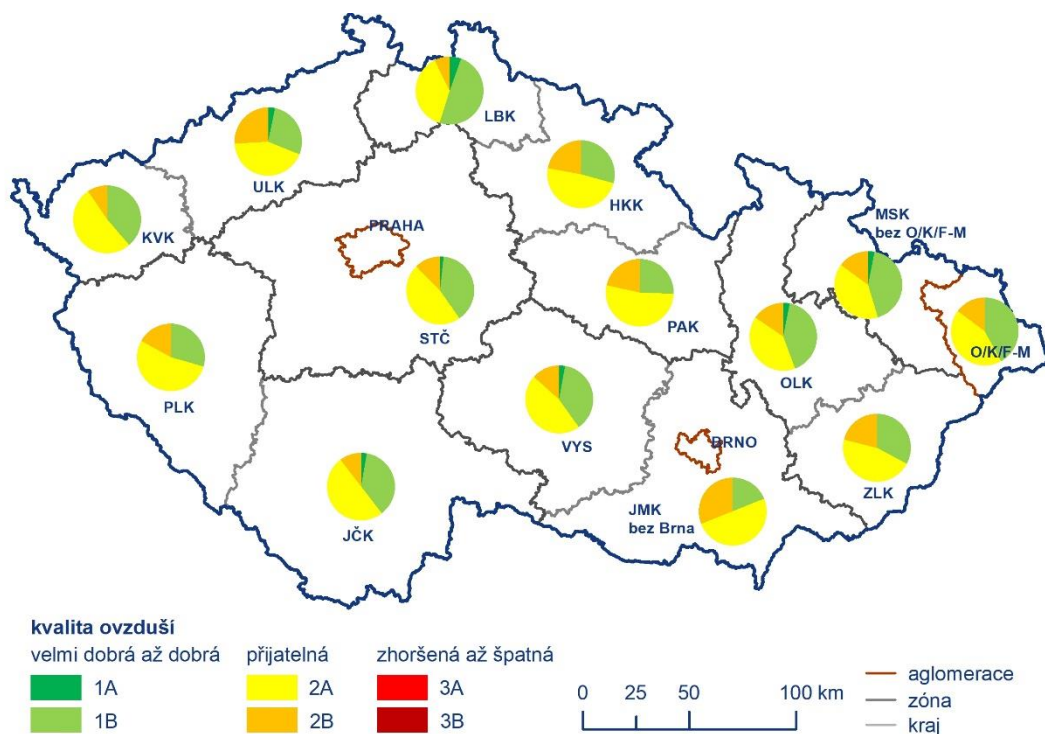 LBK
ULK
HKK
KVK
PRAHA
MSK
bez O/K/F-M
STČ
PAK
O/K/F-M
OLK
PLK
VYS
BRNO
ZLK
JČK
JMK
bez Brna
kvalita ovzduší
velmi dobrá až dobrá
přijatelná
zhoršená až špatná
1A
2A
3A
1B
2B
3B
0 25 50 100 km
aglomerace
zóna
kraj